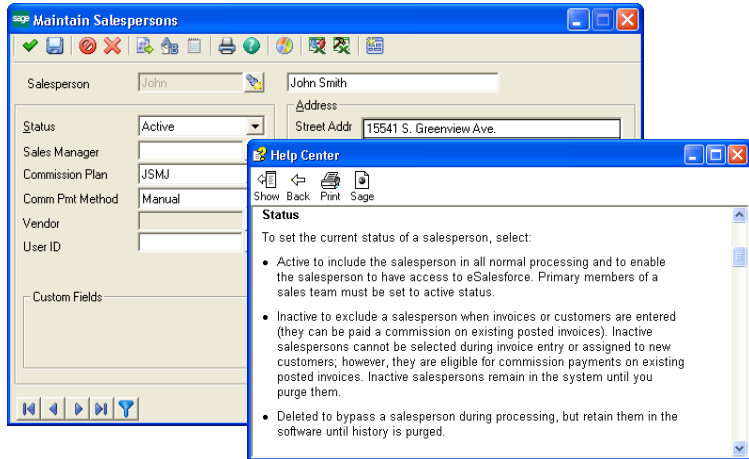 sage Maintain Salespersons
Salesperson John John Smith
Address
Status Active Street Addr 15541 S. Greenview Ave.
Sales Manager
Commission Plan JSMJ
Comm Pmt Method Manual
Vendor
User ID
Custom Fields
Help Center
Show Back Print Sage
Status
To set the current status of a salesperson, select:
• Active to include the salesperson in all normal processing and to enable
the salesperson to have access to eSalesforce. Primary members of a
sales team must be set to active status.
• Inactive to exclude a salesperson when invoices or customers are entered
(they can be paid a commission on existing posted invoices). Inactive
salespersons cannot be selected during invoice entry or assigned to new
customers; however, they are eligible for commission payments on existing
posted invoices. Inactive salespersons remain in the system until you
purge them.
• Deleted to bypass a salesperson during processing, but retain them in the
software until history is purged.